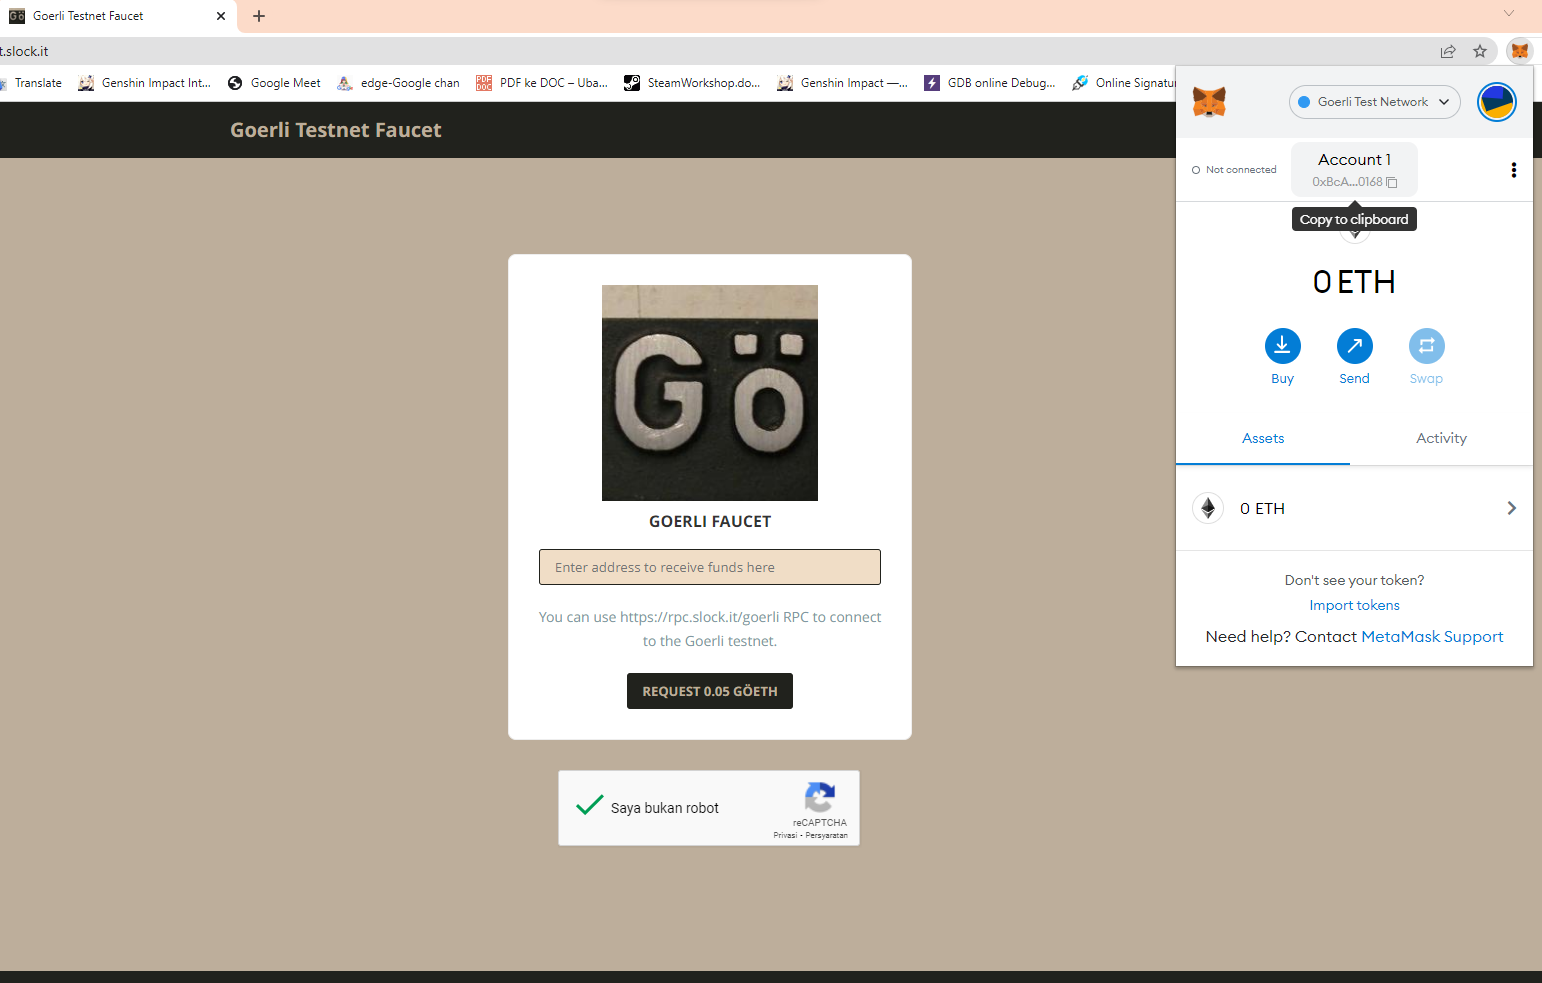 Goerli Testnet Faucet
t.slock.it
Translate
Genshin Impact Int...
Google Meet
edge-Google chan
PDF ke DOC – Uba...
SteamWorkshop.do...
Genshin Impact —...
GDB online Debug...
Online Signatu
Goerli Testnet Faucet
Gö
GOERLI FAUCET
Enter address to receive funds here
You can use https://rpc.slock.it/goerli RPC to connect
to the Goerli testnet.
REQUEST 0.05 GÖETH
Saya bukan robot
reCAPTCHA
Privasi - Persyaratan
Goerli Test Network
Not connected
Account 1
0xBcA...0168
Copy to clipboard
0 ETH
Buy
Send
Swap
Assets
Activity
0 ETH
Don't see your token?
Import tokens
Need help? Contact MetaMask Support